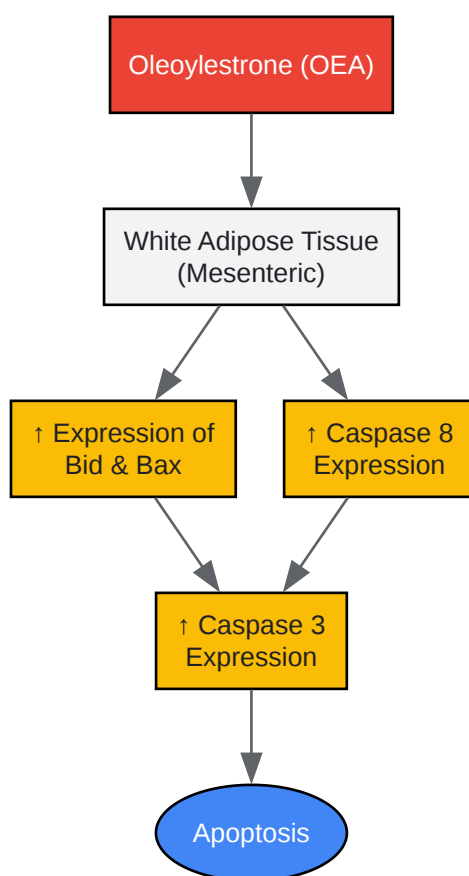 Oleoylestrone (OEA)
White Adipose Tissue
(Mesenteric)
↑ Expression of
Bid & Bax
↑ Caspase 8
Expression
↑ Caspase 3
Expression
Apoptosis